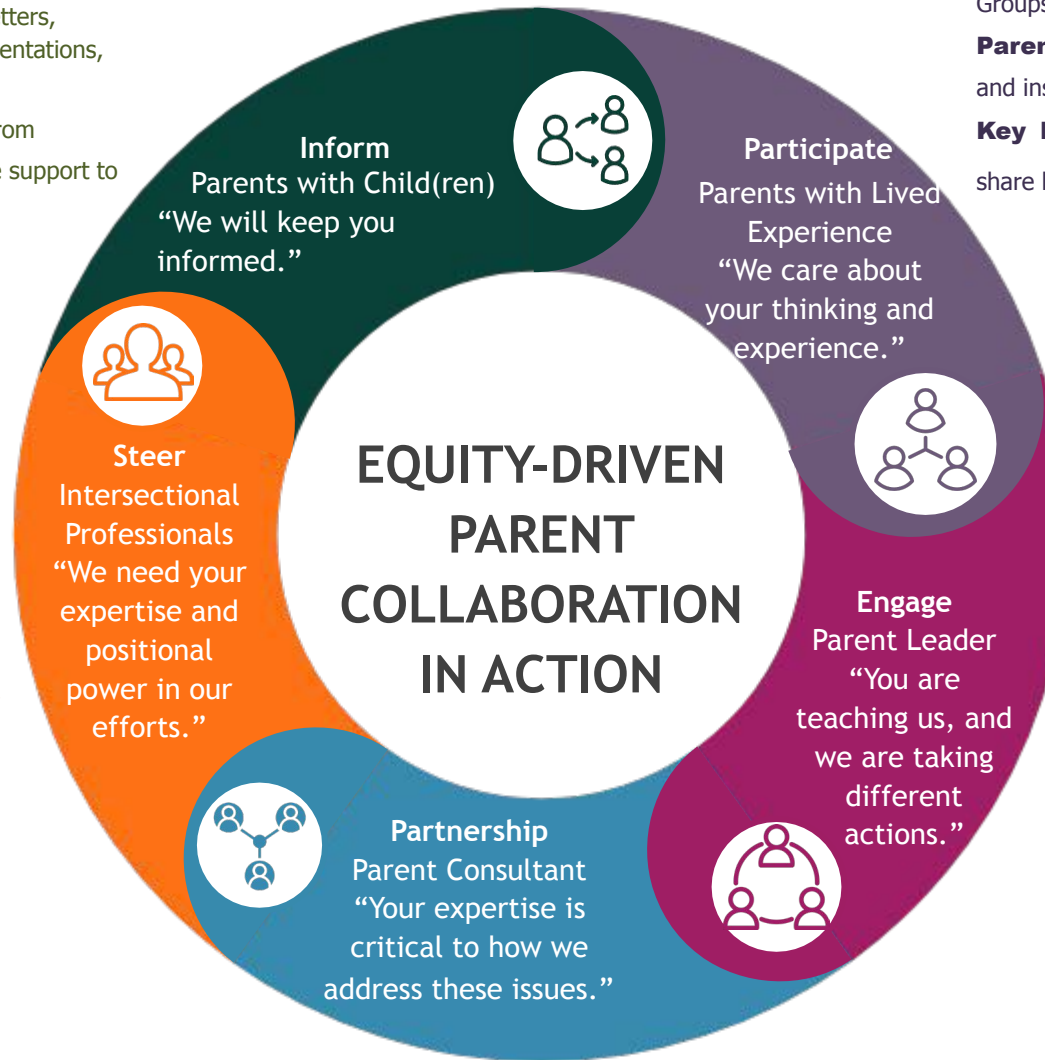 Groups
Paren
and ins
Key
share
tters,
entations,
rom
e support to
Inform
Parents with Child(ren)
“We will keep you
informed.”
Participate
Parents with Lived
Experience
“We care about
your thinking and
experience.”
Engage
Parent Leader
“You are
teaching us, and
we are taking
different
actions.”
Partnership
Parent Consultant
“Your expertise is
critical to how we
address these issues.”
Steer
Intersectional
Professionals
“We need your
expertise and
positional
power in our
efforts.”
EQUITY-DRIVEN
PARENT
COLLABORATION
IN ACTION